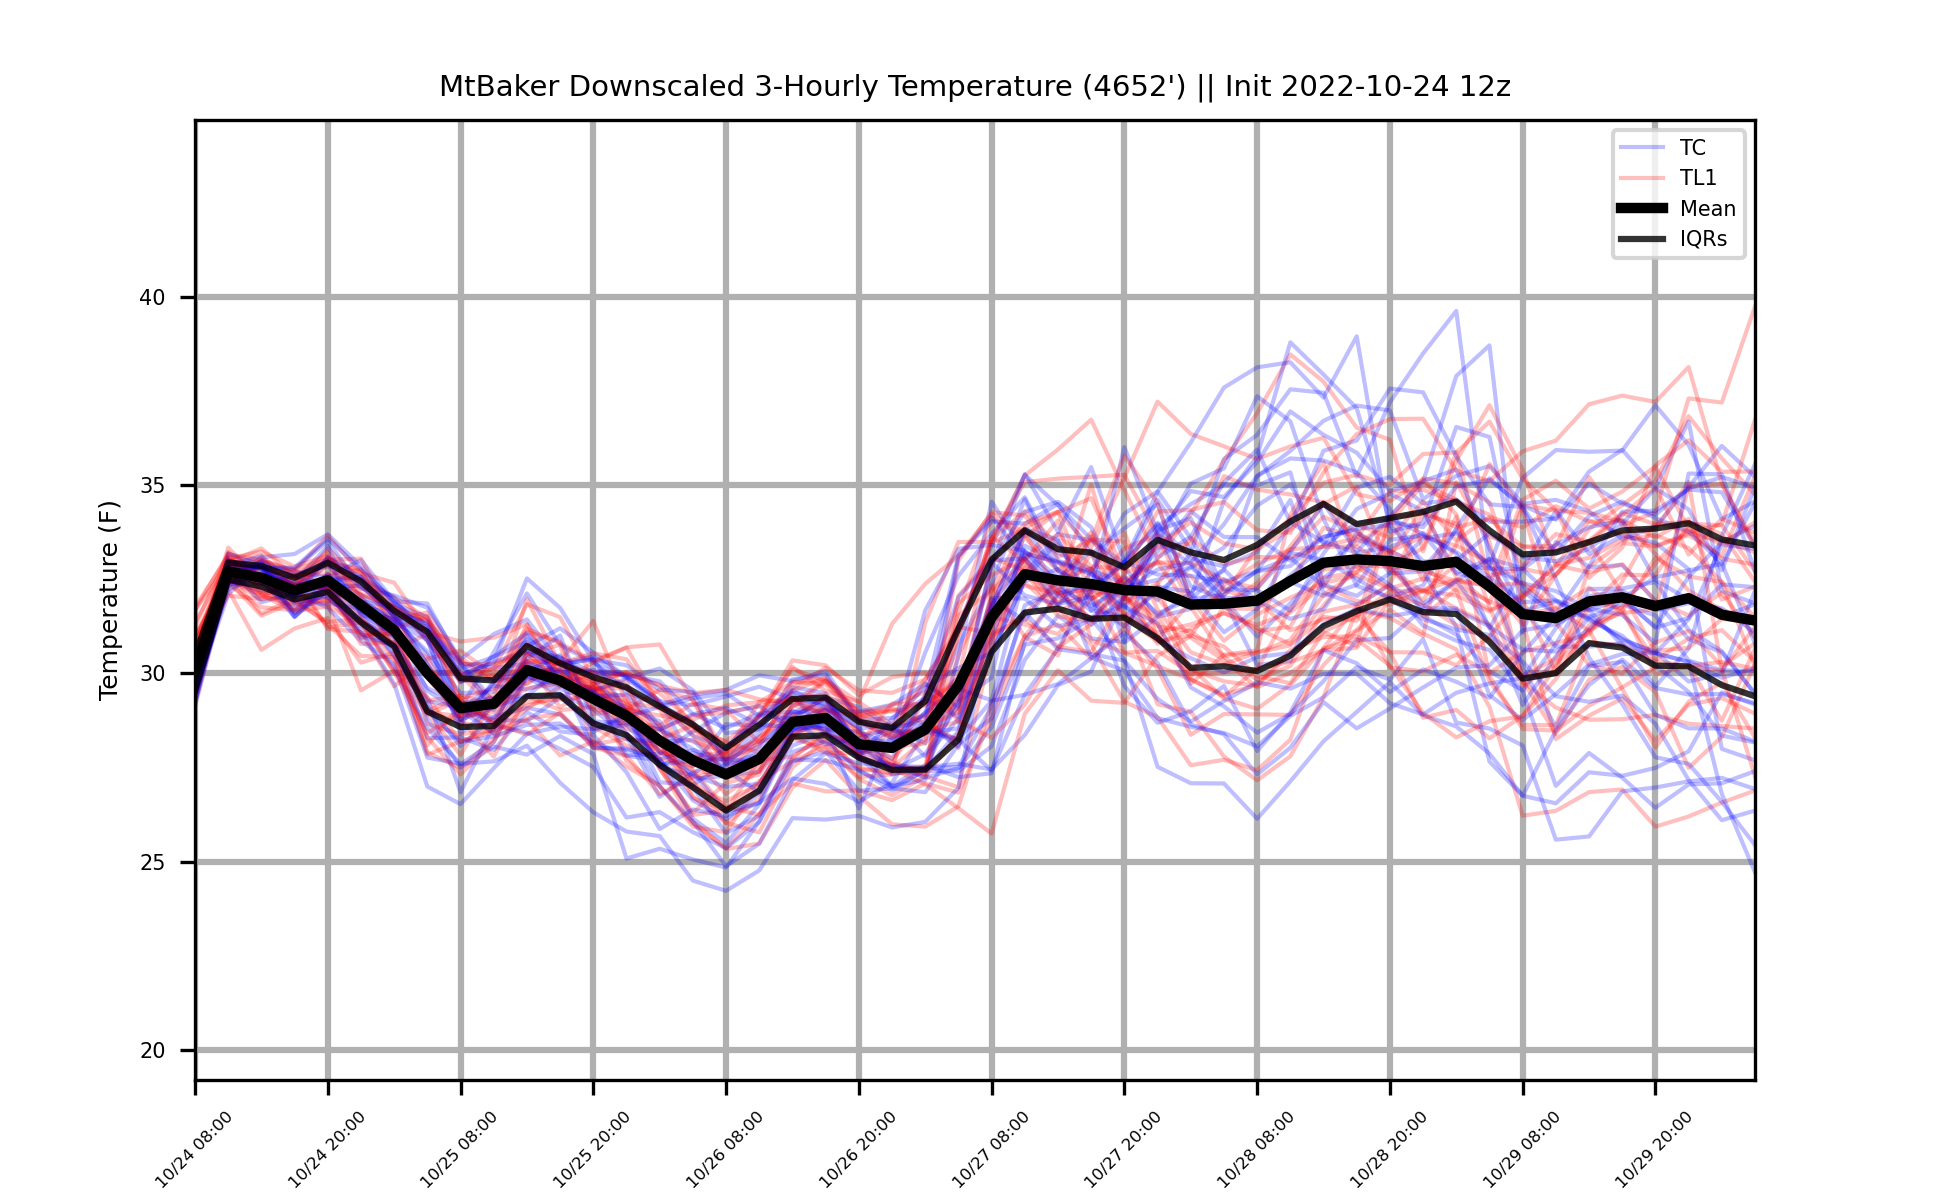 MtBaker Downscaled 3-Hourly Temperature (4652') || Init 2022-10-24 12z
TC
TL1
Mean
IQRs
Temperature (F)
40
35
30
25
20
10/24 08:00
10/24 20:00
10/25 08:00
10/25 20:00
10/26 08:00
10/26 20:00
10/27 08:00
10/27 20:00
10/28 08:00
10/28 20:00
10/29 08:00
10/29 20:00